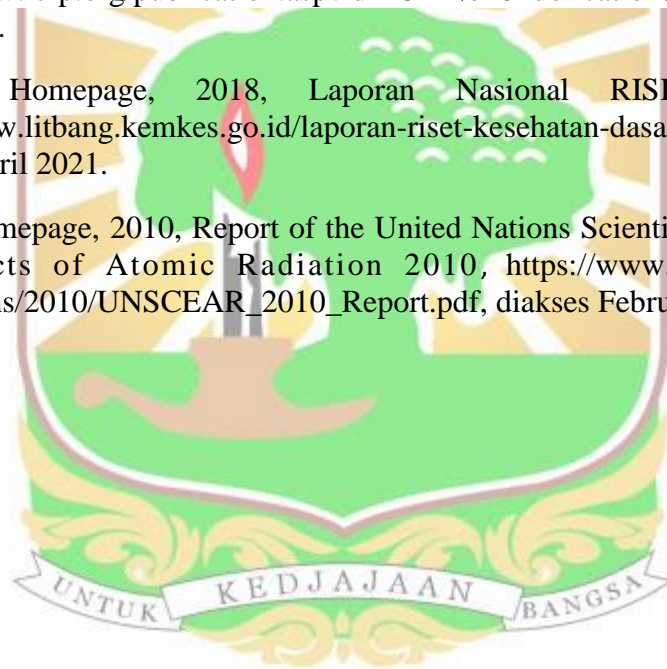 .
Homepage, 2018, Laporan Nasional
w.litbang.kemkes.go.id/laporan-riset-kesehatan-dasa
ril 2021.
mepage, 2010, Report of the United Nations Scienti
cts of Atomic Radiation 2010, https://www.
ns/2010/UNSCEAR_2010_Report.pdf, diakses Febru
UNTUK KEDJAJAAN BANGSA